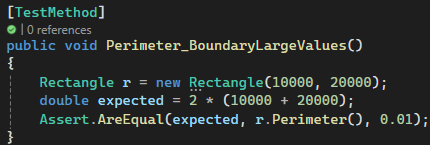 [TestMethod]
| 0 references
public void Perimeter_BoundaryLargeValues()
{
Rectangle r = new Rectangle(10000, 20000);
double expected = 2 * (10000 + 20000);
Assert.AreEqual(expected, r.Perimeter(), 0.01);
}